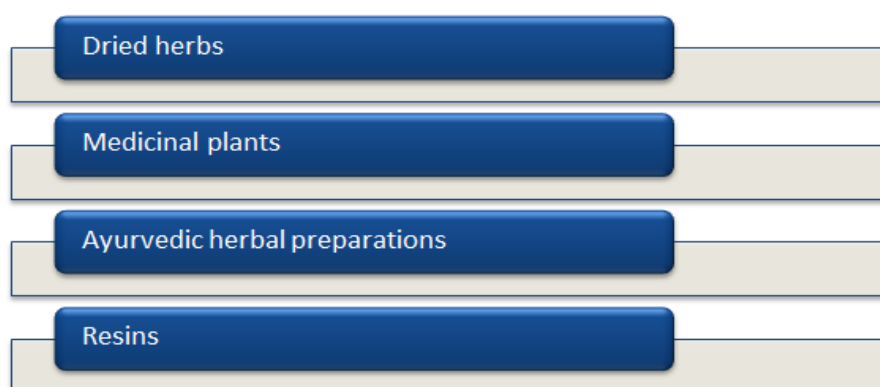 Dried herbs
Medicinal plants
Ayurvedic herbal preparations
Resins